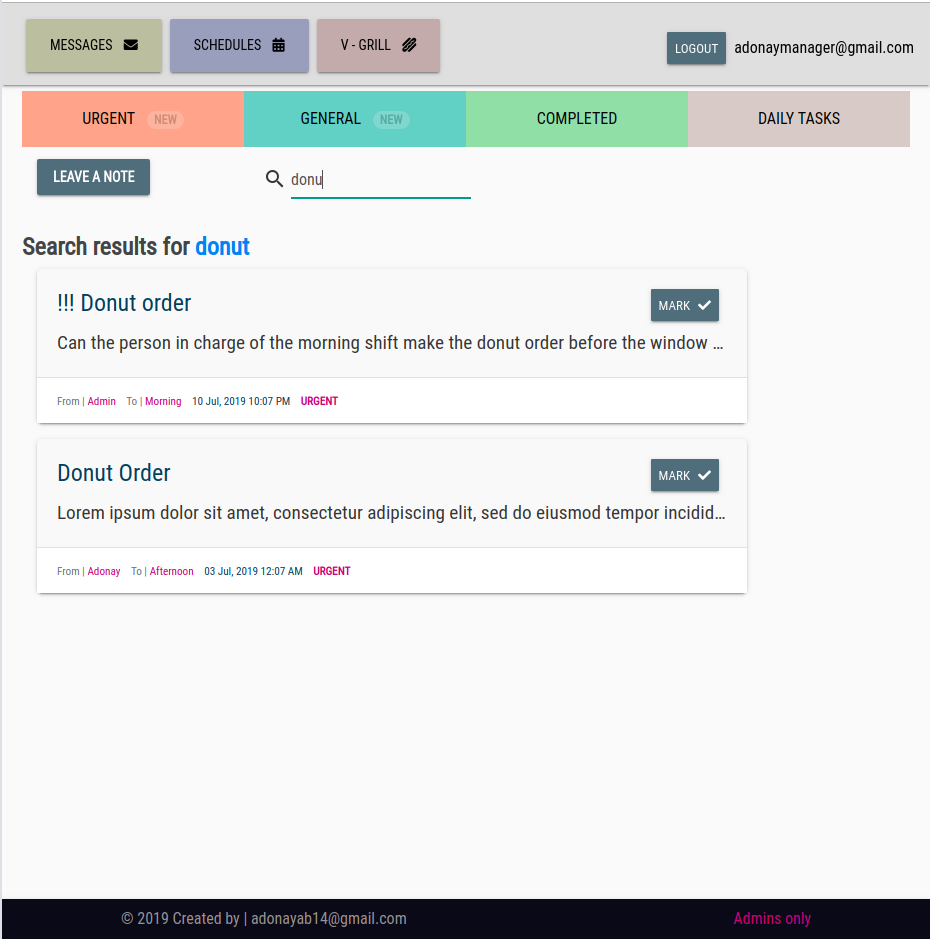 MESSAGES SCHEDULES V - GRILL LOGOUT adonaymanager@gmail.com
URGENT NEW GENERAL NEW COMPLETED DAILY TASKS
LEAVE A NOTE donu
Search results for donut
!!! Donut order MARK
Can the person in charge of the morning shift make the donut order before the window ...
From | Admin To | Morning 10 Jul, 2019 10:07 PM URGENT
Donut Order MARK
Lorem ipsum dolor sit amet, consectetur adipiscing elit, sed do eiusmod tempor incidid...
From | Adonay To | Afternoon 03 Jul, 2019 12:07 AM URGENT
© 2019 Created by | adonayab14@gmail.com Admins only